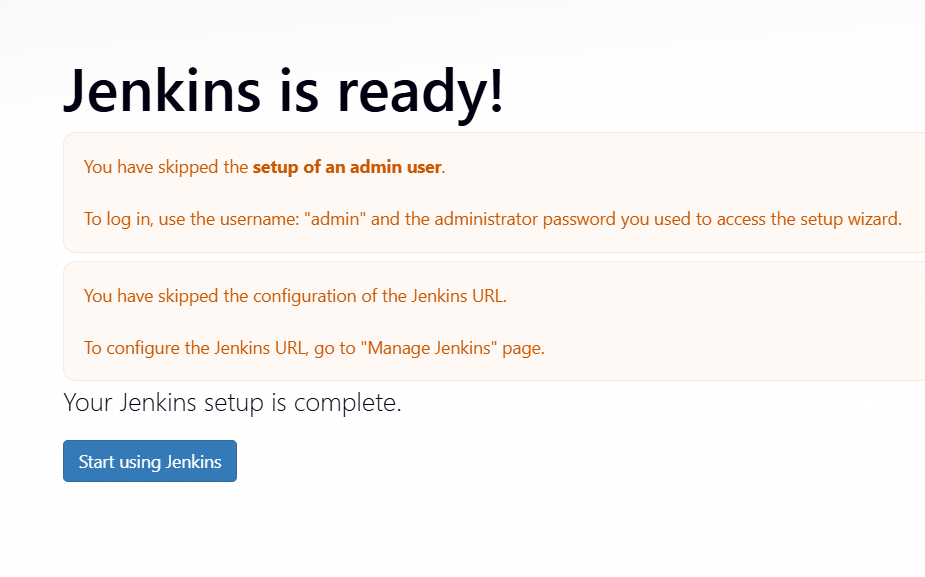 Jenkins is ready!
You have skipped the setup of an admin user.
To log in, use the username: "admin" and the administrator password you used to access the setup wizard.
You have skipped the configuration of the Jenkins URL.
To configure the Jenkins URL, go to "Manage Jenkins" page.
Your Jenkins setup is complete.
Start using Jenkins